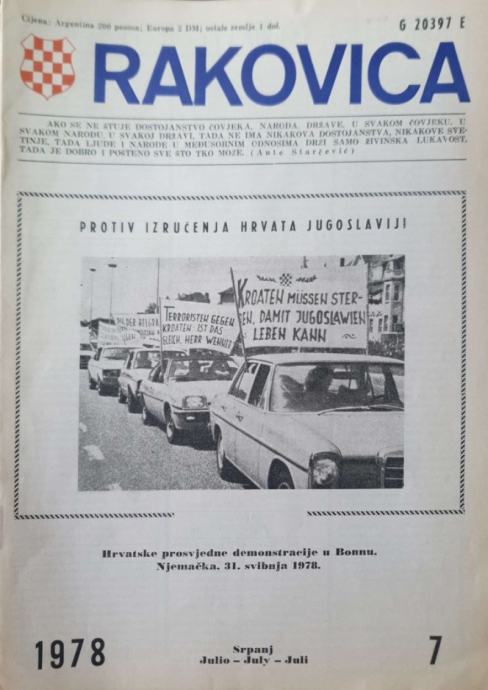 Cijena: Argentina 200 pesosa; Europa 2 DM; ostale zemlje 1 dol.
G 20397 E
RAKOVICA
AKO SE NE ŠTUJE DOSTOJANSTVO ČOVJEKA, NARODA, DRŽAVE, U SVAKOM ČOVJEKU, U
SVAKOM NARODU, U SVAKOJ DRŽAVI, TADA NE IMA NIKAKOVA DOSTOJANSTVA, NIKAKOVE SVE-
TINJE, TADA LJUDE I NARODE U MEĐUSOBNIM ODNOSIMA DRŽI SAMO ŽIVINSKA LUKAVOST,
TADA JE DOBRO I POŠTENO SVE ŠTO TKO MOŽE. (Ante Starčević)
PROTIV IZRUČENJA HRVATA JUGOSLAVIJI
KROATEN MÜSSEN STER-
BEN, DAMIT JUGOSLAWIEN
LEBEN KANN
TERRORISTEN GEGEN
KROATEN IST DAS
GLEICH, HERR WEHNER?
Hrvatske prosvjedne demonstracije u Bonnu.
Njemačka, 31. svibnja 1978.
1978
Srpanj
Julio - July - Juli
7